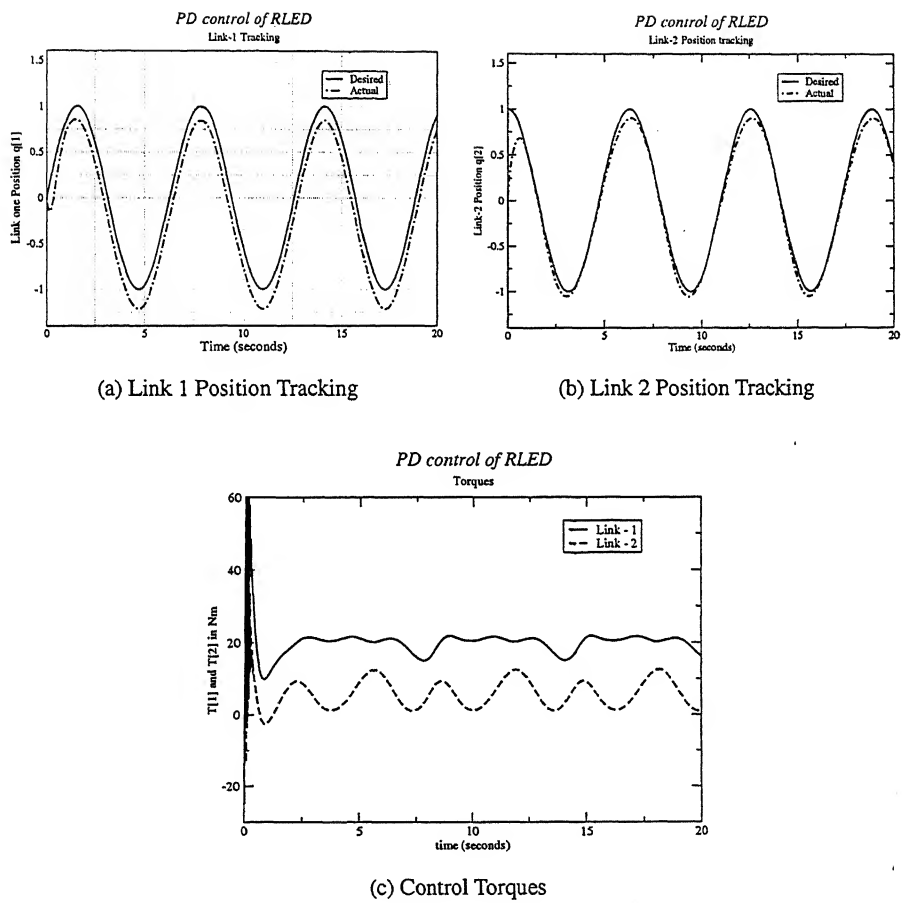 PD control of RLED
Link-1 Tracking
Desired
Actual
Link one Position q[1]
1.5
1
0.5
0
-0.5
-1
0
5
10
15
20
Time (seconds)
(a) Link 1 Position Tracking
PD control of RLED
Link-2 Position tracking
Desired
Actual
Link-2 Position q[2]
1.5
1
0.5
0
-0.5
-1
0
5
10
15
20
Time (seconds)
(b) Link 2 Position Tracking
PD control of RLED
Torques
Link - 1
Link - 2
T[1] and T[2] in Nm
60
40
20
0
-20
0
5
10
15
20
time (seconds)
(c) Control Torques